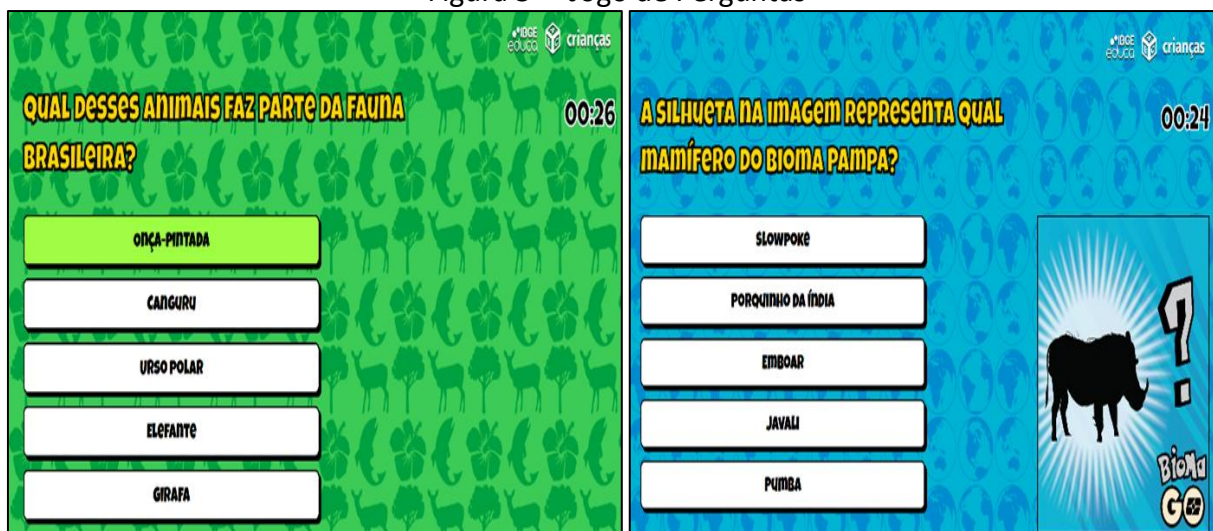 IBGE
educa
crianças
QUAL DESSES ANIMAIS FAZ PARTE DA FAUNA
BRASILEIRA?
00:26
ONÇA-PINTADA
CANGURU
URSO POLAR
ELEFANTE
GIRAFA
IBGE
educa
crianças
A SILHUETA NA IMAGEM REPRESENTA QUAL
MAMÍFERO DO BIOMA PAMPA?
00:24
SLOWPOKE
PORQUINHO DA ÍNDIA
EMBOAR
JAVALI
PUMBA
?
BIOMA
GO